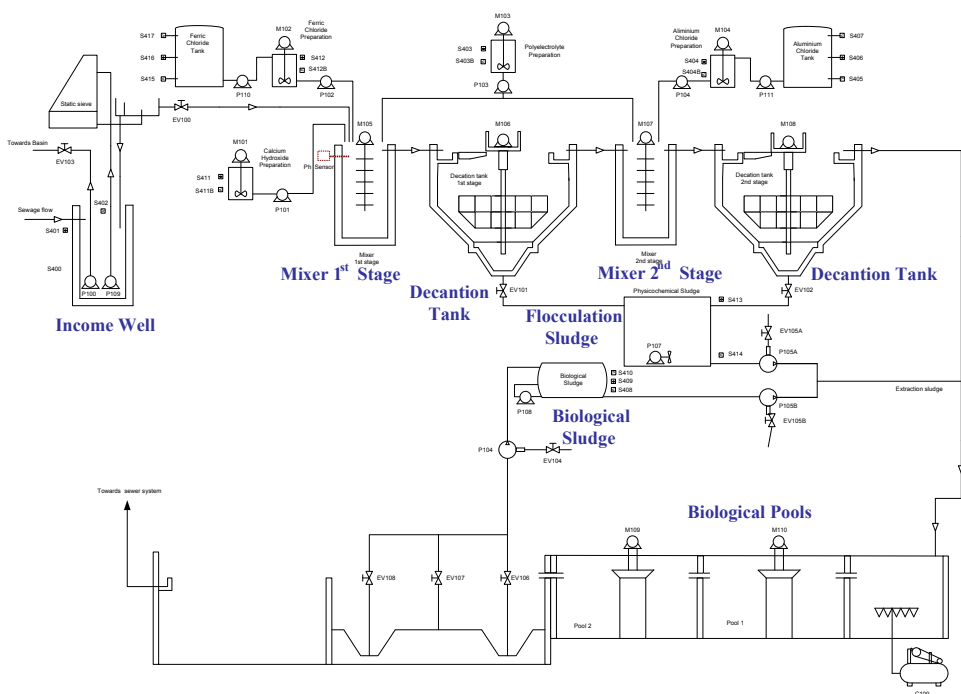 S417
S416
S415
Ferric
Chloride
Tank
M102
Ferric
Chloride
Preparation
S412
S412B
P110
P102
M103
S403
S403B
Polyelectrolyte
Preparation
P103
Aliminium
Chloride
Preparation
M104
S404
S404B
P104
P111
Aluminium
Chloride
Tank
S407
S406
S405
Static sieve
EV100
Towards Basin
EV103
Sewage flow
S401
S402
S400
P100
P109
Income Well
M101
Calcium
Hydroxide
Preparation
S411
S411B
P101
Ph Sensor
M105
Mixer
1st stage
Mixer 1st Stage
M106
Decation tank
1st stage
EV101
Decantion
Tank
M107
Mixer
2nd stage
Mixer 2nd Stage
M108
Decation tank
2nd stage
EV102
Decantion Tank
Flocculation
Sludge
Physicochemical Sludge
S413
S414
P107
EV105A
P105A
Biological
Sludge
S410
S409
S408
P108
Biological
Sludge
P105B
EV105B
Extraction sludge
P104
EV104
Towards sewer system
Biological Pools
M109
M110
EV108
EV107
EV106
Pool 2
Pool 1
C100